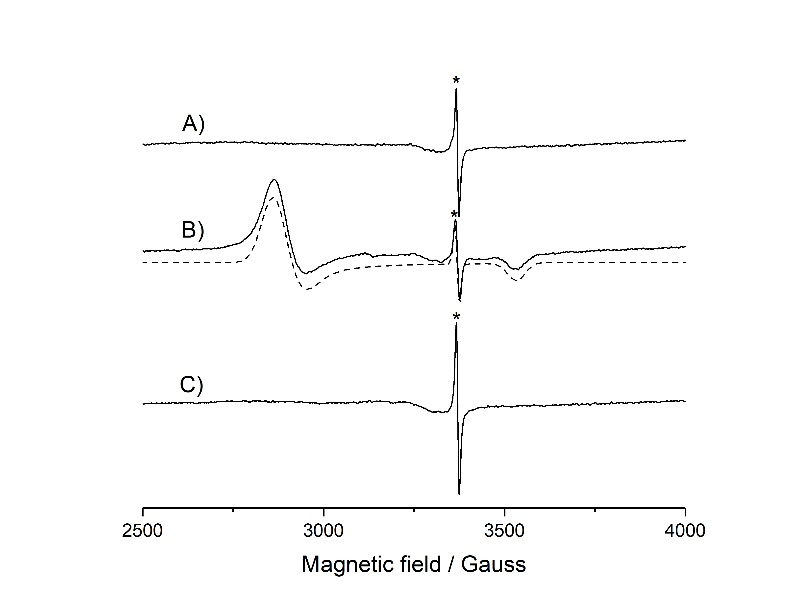 *
A)
*
B)
*
C)
2500 3000 3500 4000
Magnetic field / Gauss